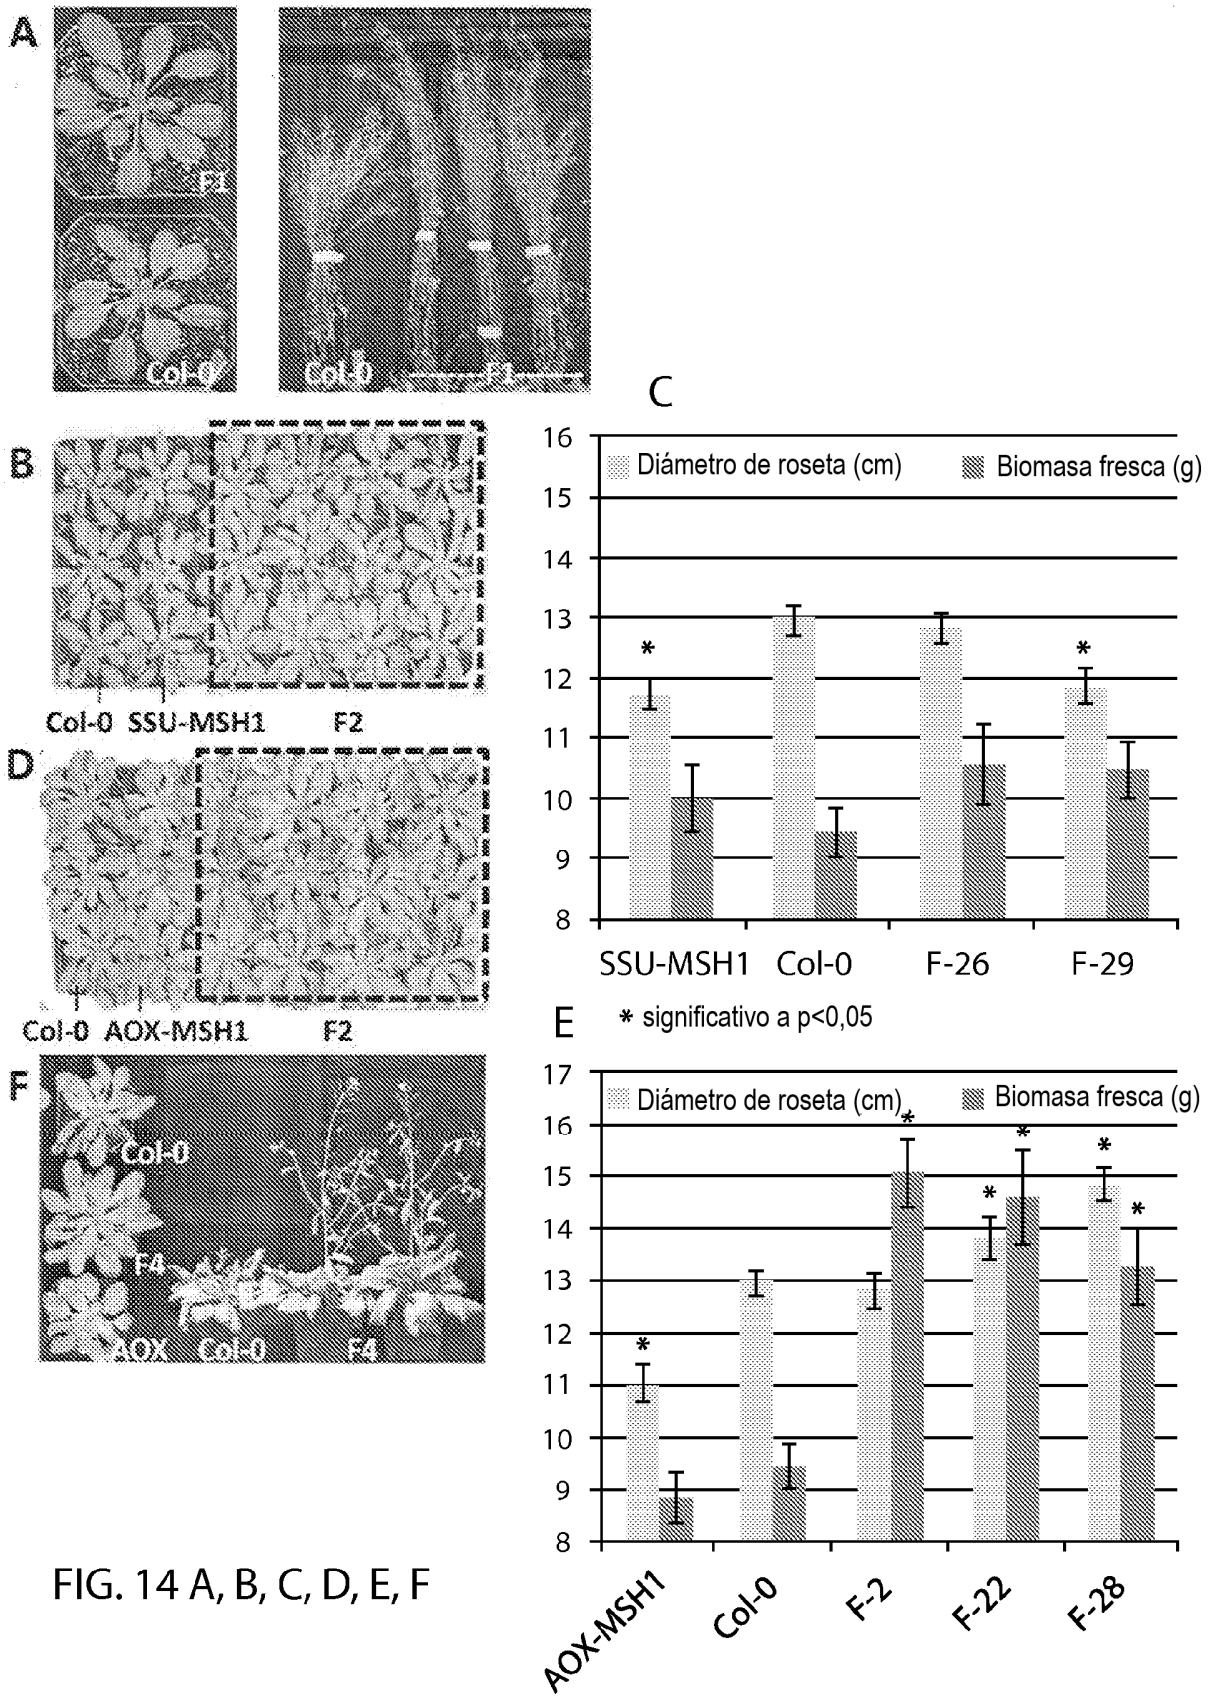 A
F1
Col-0
Col-0
F1
B
Col-0 SSU-MSH1 F2
C
16
15
14
13
12
11
10
9
8
Diámetro de roseta (cm)
Biomasa fresca (g)
*
*
SSU-MSH1 Col-0 F-26 F-29
* significativo a p<0,05
D
Col-0 AOX-MSH1 F2
E
17
16
15
14
13
12
11
10
9
8
Diámetro de roseta (cm)
Biomasa fresca (g)
*
*
*
*
*
*
AOX-MSH1
Col-0
F-2
F-22
F-28
F
Col-0
F4
AOX Col-0 F4
FIG. 14 A, B, C, D, E, F